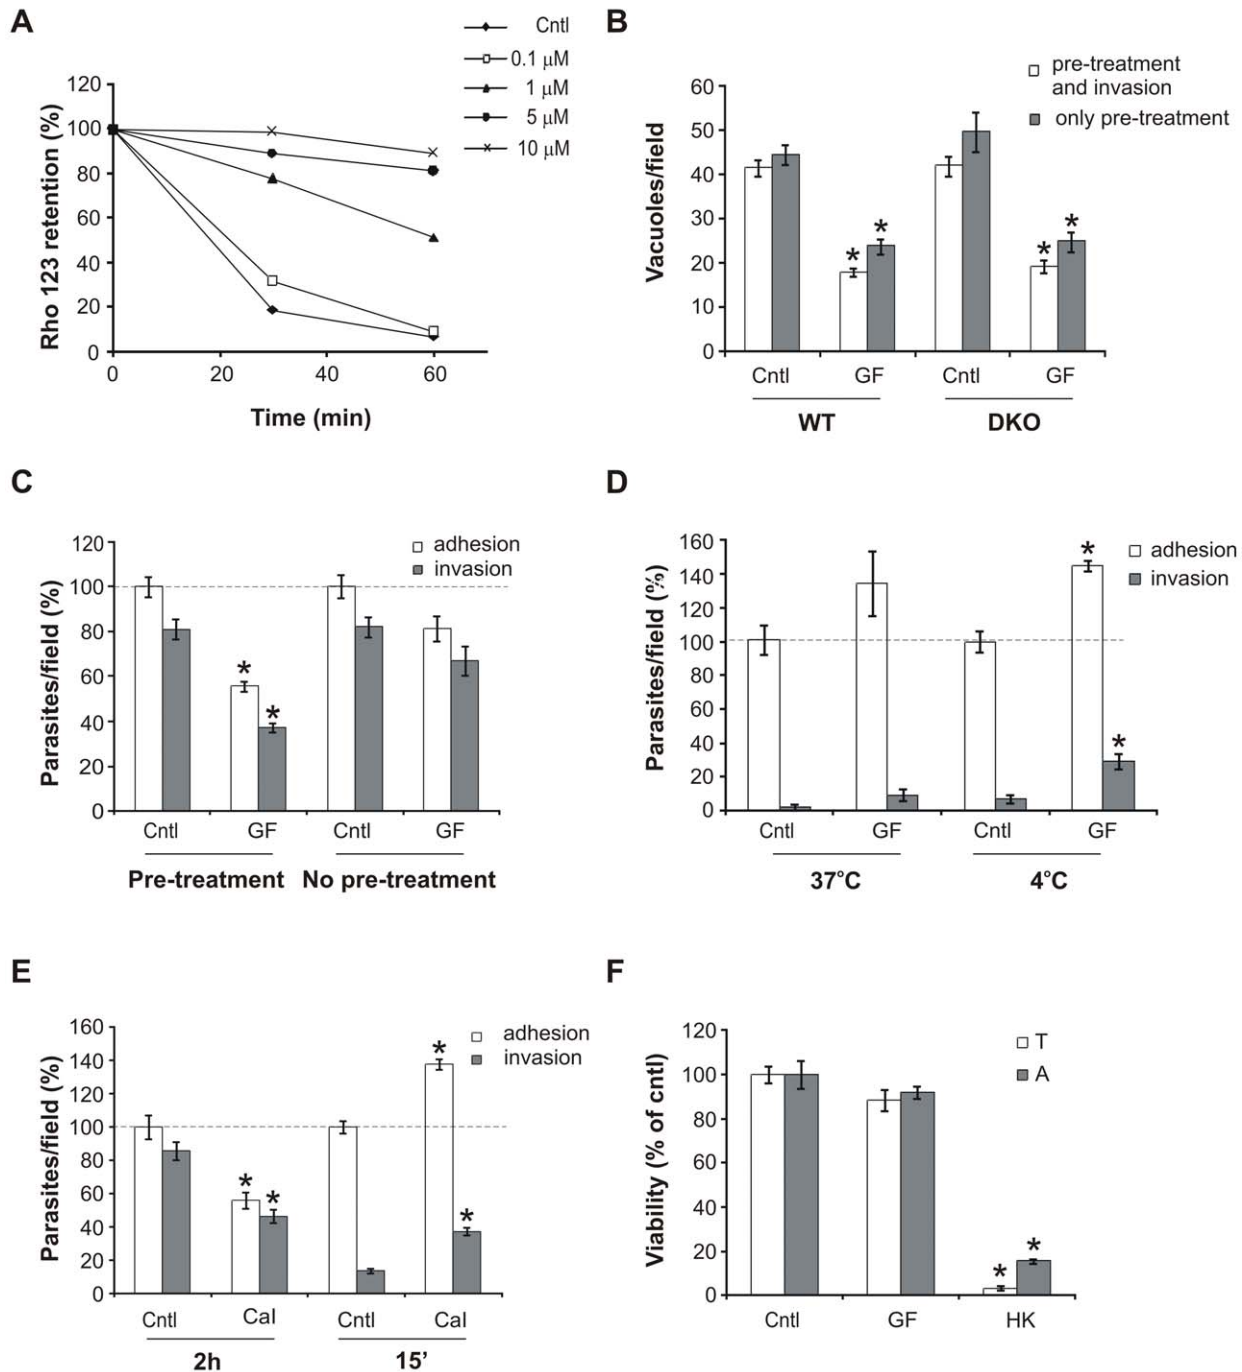 A
Cntl
0.1 μM
1 μM
5 μM
10 μM
120
100
80
60
40
20
0
0 20 40 60
Rho 123 retention (%)
Time (min)
B
pre-treatment
and invasion
only pre-treatment
60
50
40
30
20
10
0
Vacuoles/field
* * * *
Cntl GF Cntl GF
WT DKO
C
adhesion
invasion
120
100
80
60
40
20
0
Parasites/field (%)
* *
Cntl GF Cntl GF
Pre-treatment No pre-treatment
D
adhesion
invasion
160
140
120
100
80
60
40
20
0
Parasites/field (%)
* *
Cntl GF Cntl GF
37°C 4°C
E
adhesion
invasion
160
140
120
100
80
60
40
20
0
Parasites/field (%)
* * * *
Cntl Cal Cntl Cal
2h 15'
F
T
A
120
100
80
60
40
20
0
Viability (% of cntl)
* *
Cntl GF HK